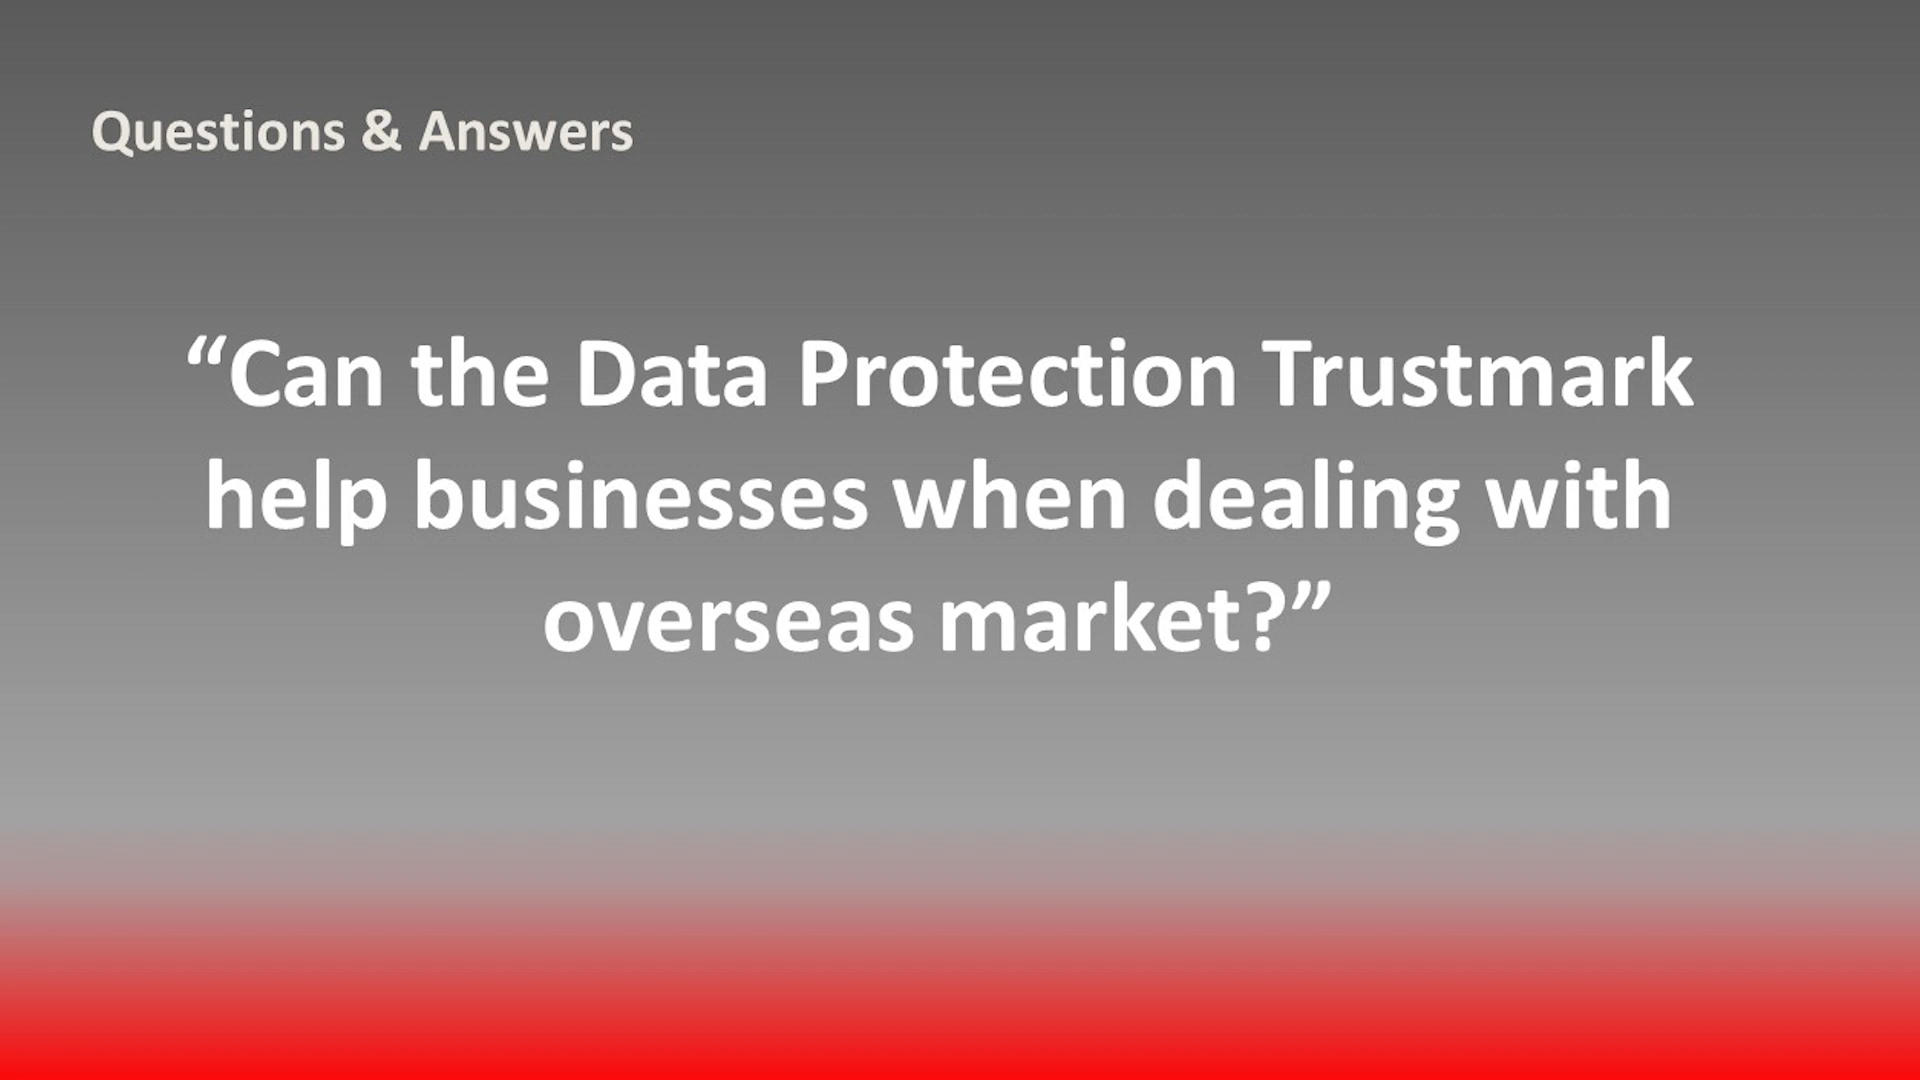 Questions & Answers
“Can the Data Protection Trustmark
help businesses when dealing with
overseas market?”